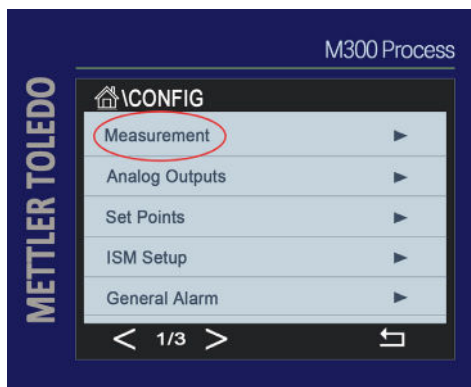 M300 Process
METTLER TOLEDO
\CONFIG
Measurement
Analog Outputs
Set Points
ISM Setup
General Alarm
< 1/3 >